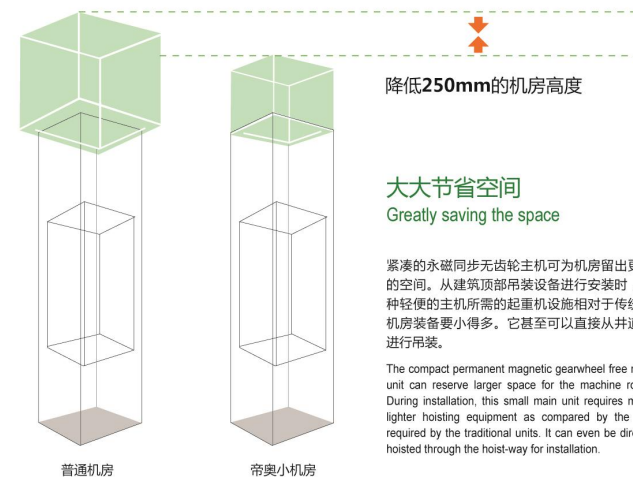 降低250mm的机房高度
大大节省空间
Greatly saving the space
紧凑的永磁同步无齿轮主机可为机房留出更
的空间。从建筑顶部吊装设备进行安装时
种轻便的主机所需的起重机设施相对于传统
机房装备要小得多。它甚至可以直接从井道
进行吊装。
The compact permanent magnetic gearwheel free
unit can reserve larger space for the machine
During installation, this small main unit requires
lighter hoisting equipment as compared by the
required by the traditional units. It can even be
hoisted through the hoist-way for installation.
普通机房
帝奥小机房